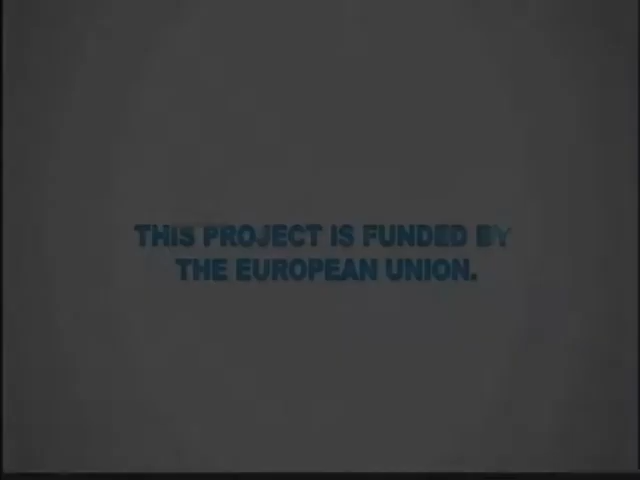 THIS PROJECT IS FUNDED BY
THE EUROPEAN UNION.